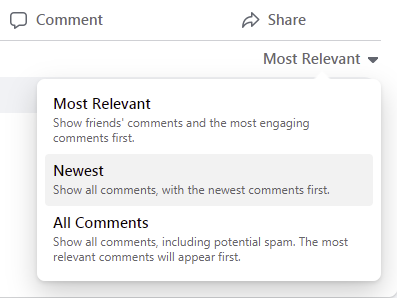 Comment
Share
Most Relevant
Most Relevant
Show friends' comments and the most engaging
comments first.
Newest
Show all comments, with the newest comments first.
All Comments
Show all comments, including potential spam. The most
relevant comments will appear first.